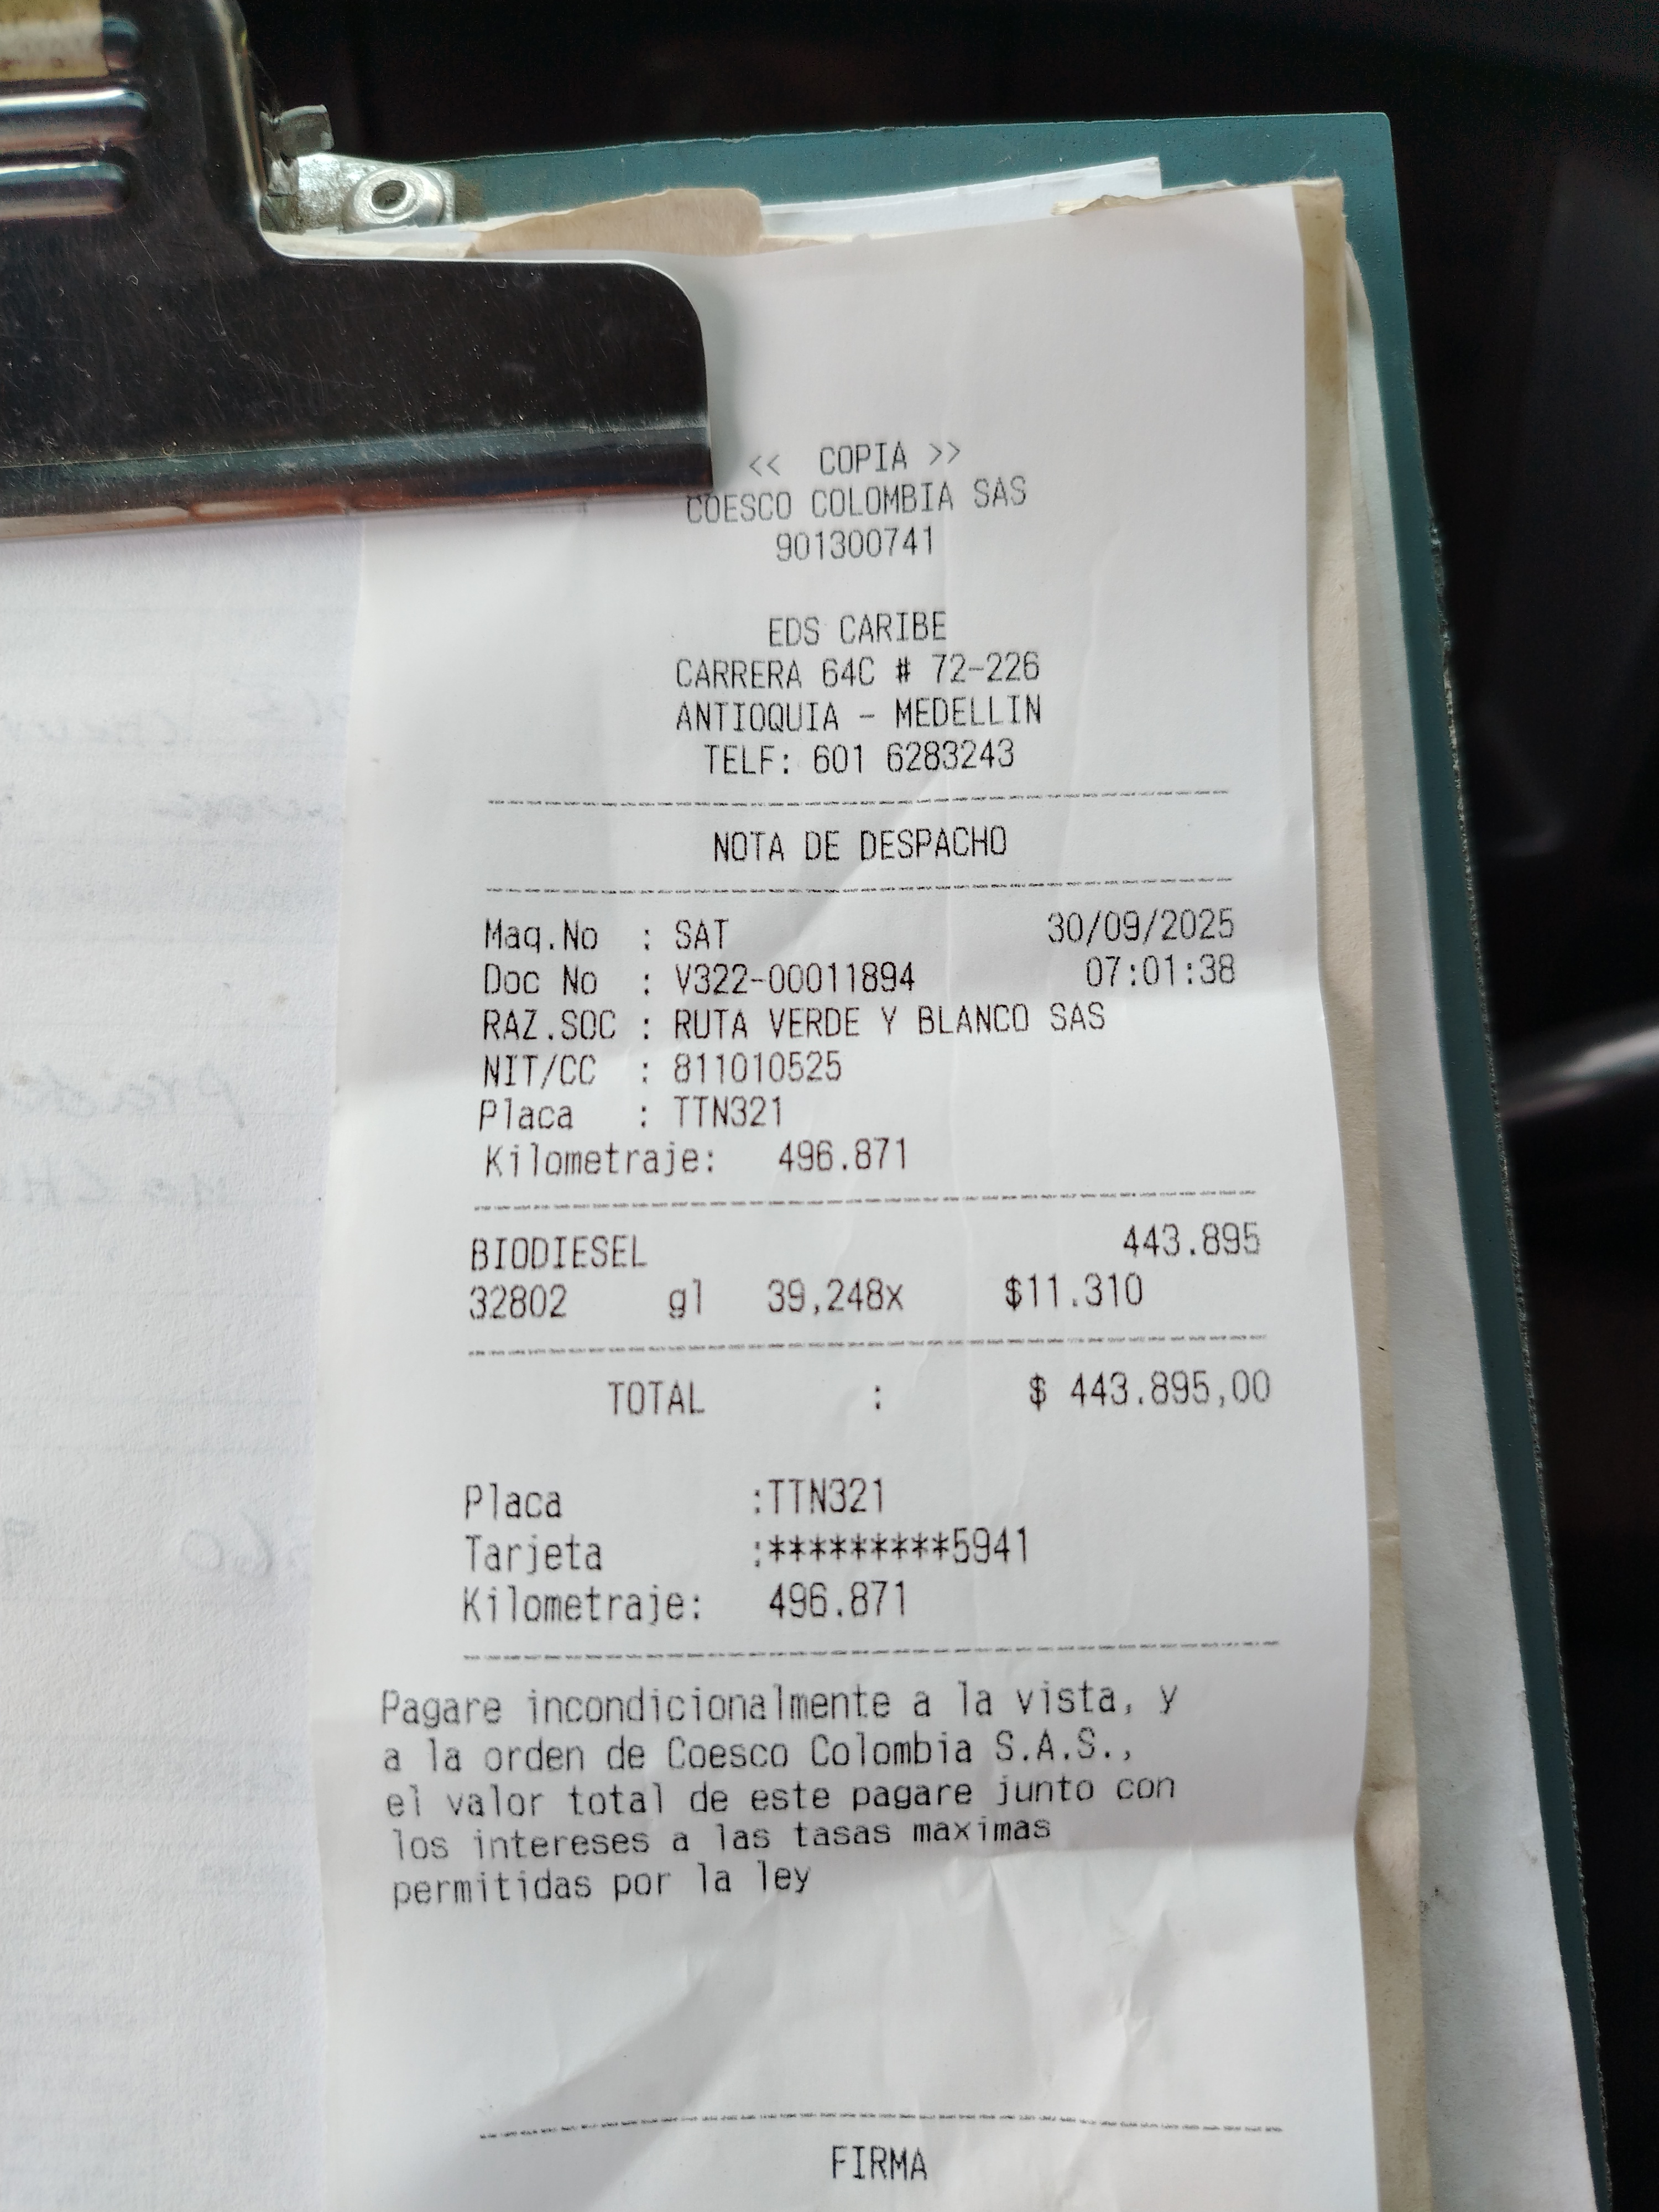 << COPIA >>
COESCO COLOMBIA SAS
901300741
EDS CARIBE
CARRERA 64C # 72-226
ANTIOQUIA - MEDELLIN
TELF: 601 6283243
NOTA DE DESPACHO
Maq.No : SAT 30/09/2025
Doc No : V322-00011894 07:01:38
RAZ.SOC : RUTA VERDE Y BLANCO SAS
NIT/CC : 811010525
Placa : TTN321
Kilometraje: 496.871
BIODIESEL 443.895
32802 gl 39,248x $11.310
TOTAL : $ 443.895,00
Placa :TTN321
Tarjeta :*********5941
Kilometraje: 496.871
Pagare incondicionalmente a la vista, y
a la orden de Coesco Colombia S.A.S.,
el valor total de este pagare junto con
los intereses a las tasas maximas
permitidas por la ley
FIRMA